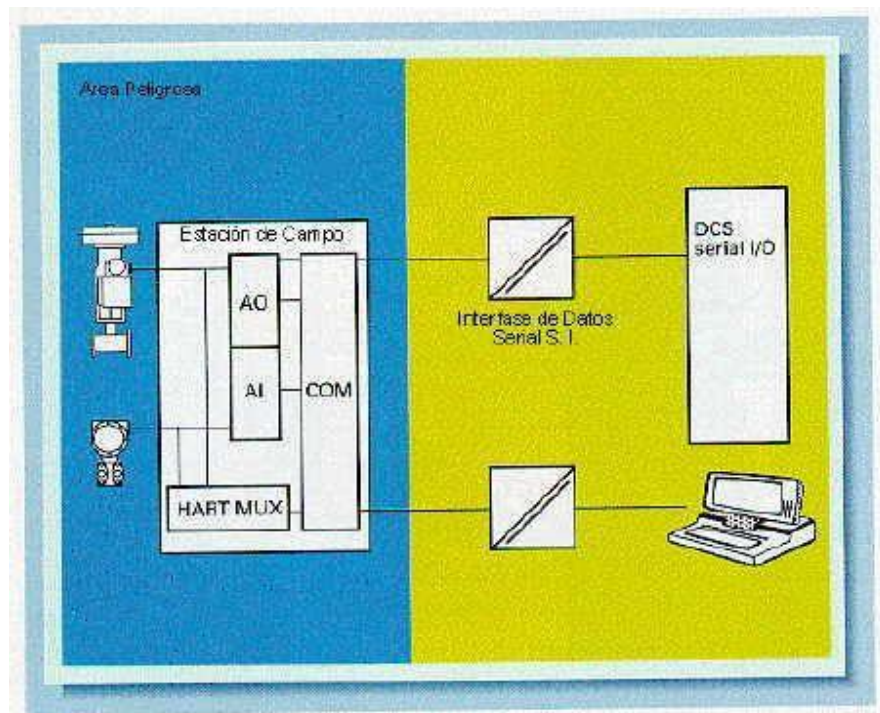 Area Peligrosa
Estación de Campo
AO
AI
COM
HART MUX
Interfase de Datos
Serial S. I.
DCS
serial I/O